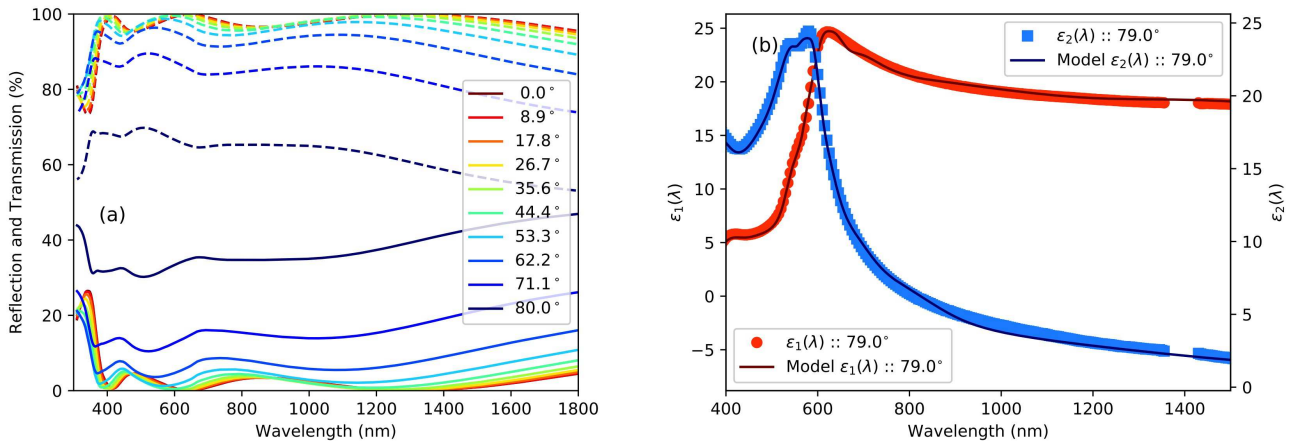 Reflection and Transmission (%)
100
80
60
40
20
0
(a)
0.0°
8.9°
17.8°
26.7°
35.6°
44.4°
53.3°
62.2°
71.1°
80.0°
400 600 800 1000 1200 1400 1600 1800
Wavelength (nm)
ε₁(λ)
25
20
15
10
5
0
−5
(b)
ε₂(λ) :: 79.0°
Model ε₂(λ) :: 79.0°
ε₁(λ) :: 79.0°
Model ε₁(λ) :: 79.0°
25
20
15
10
5
0
ε₂(λ)
400 600 800 1000 1200 1400
Wavelength (nm)